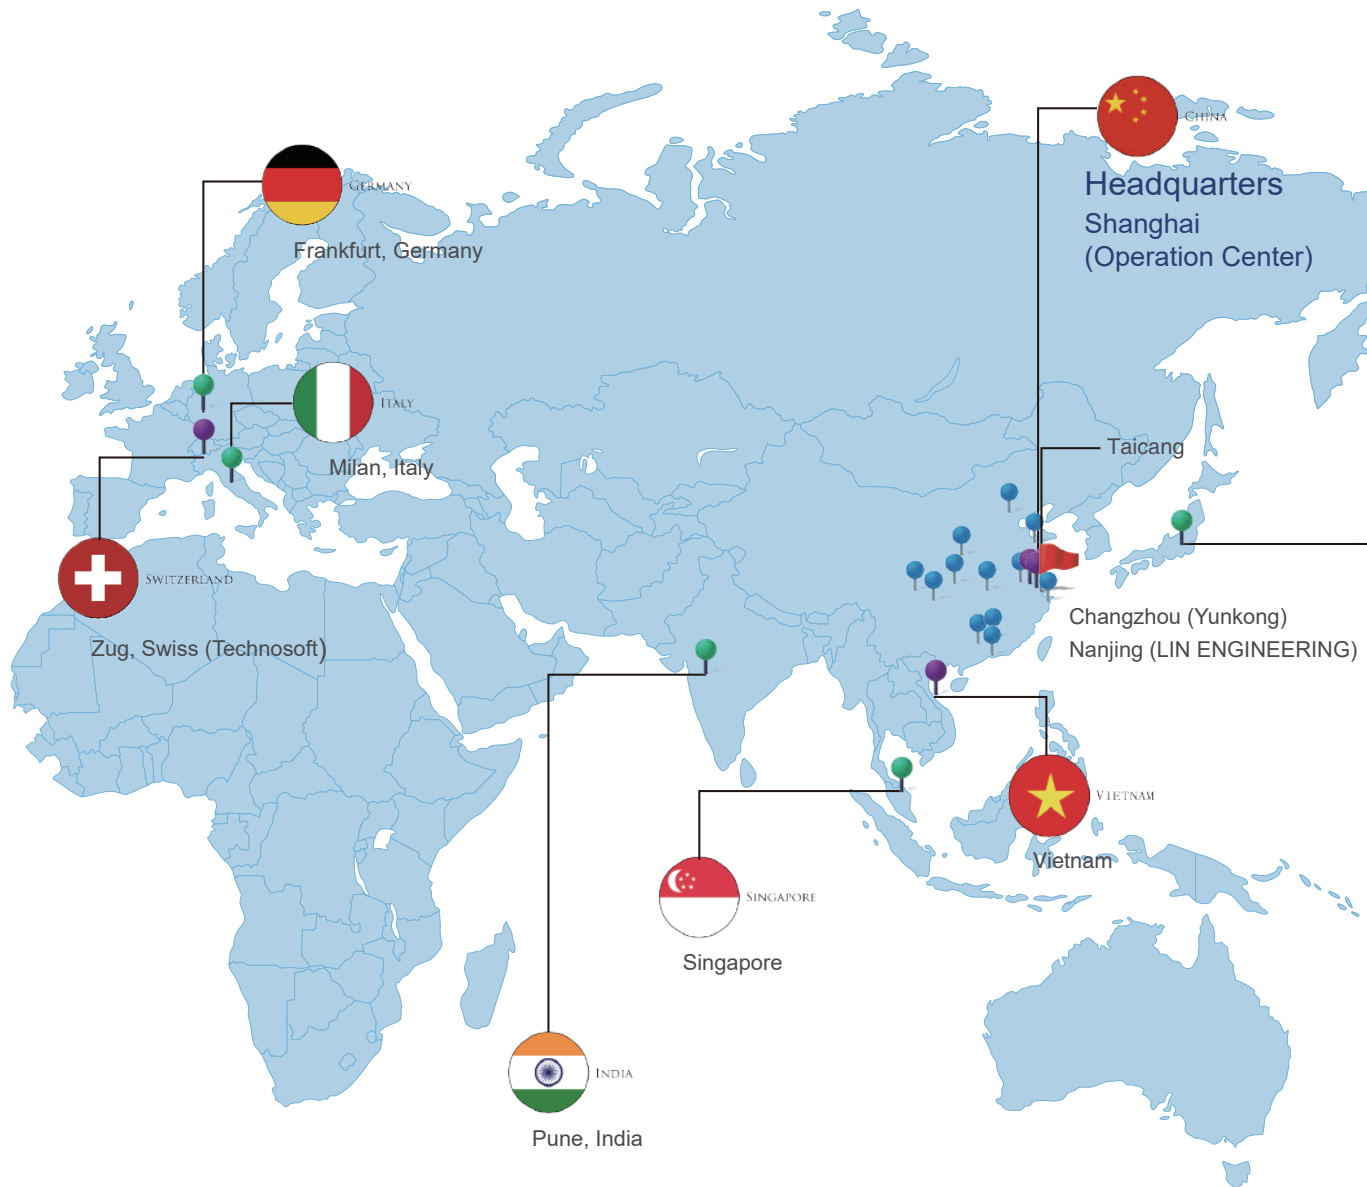 CHINA
Headquarters
Shanghai
(Operation Center)
GERMANY
Frankfurt, Germany
ITALY
Milan, Italy
Taicang
SWITZERLAND
Zug, Swiss (Technosoft)
Changzhou (Yunkong)
Nanjing (LIN ENGINEERING)
VIETNAM
Vietnam
SINGAPORE
Singapore
INDIA
Pune, India